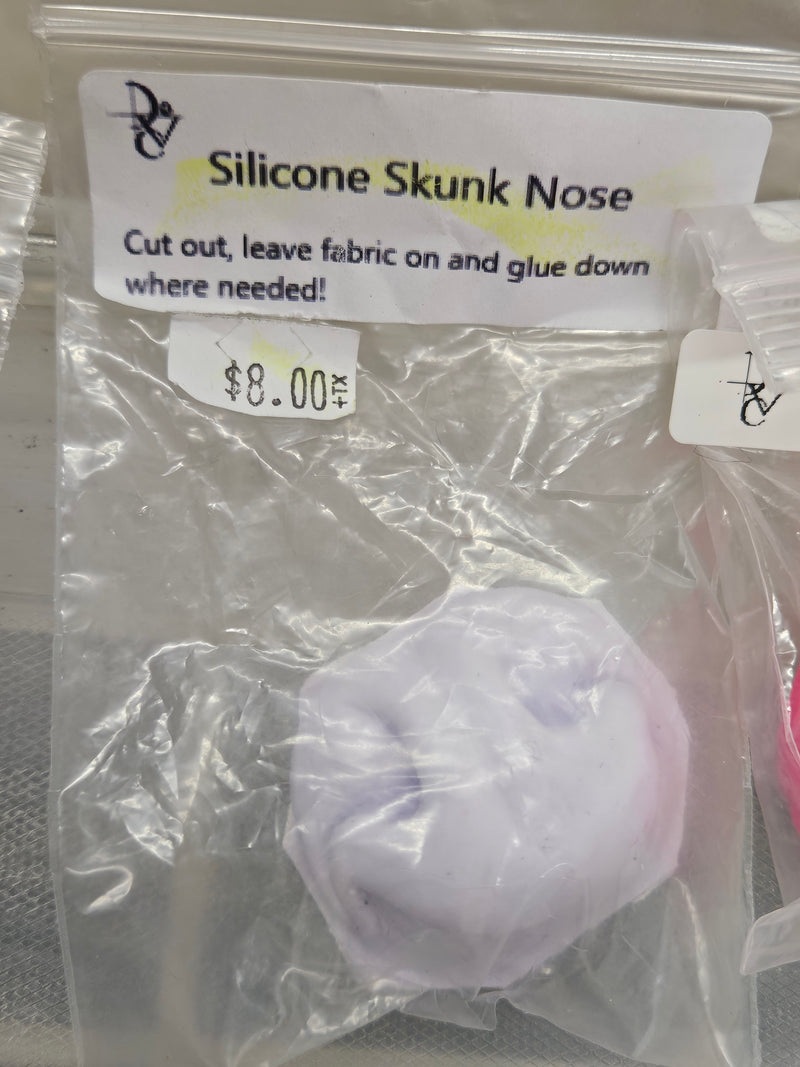 Silicone Skunk Nose
Cut out, leave fabric on and glue down
where needed!
$8.00+TX